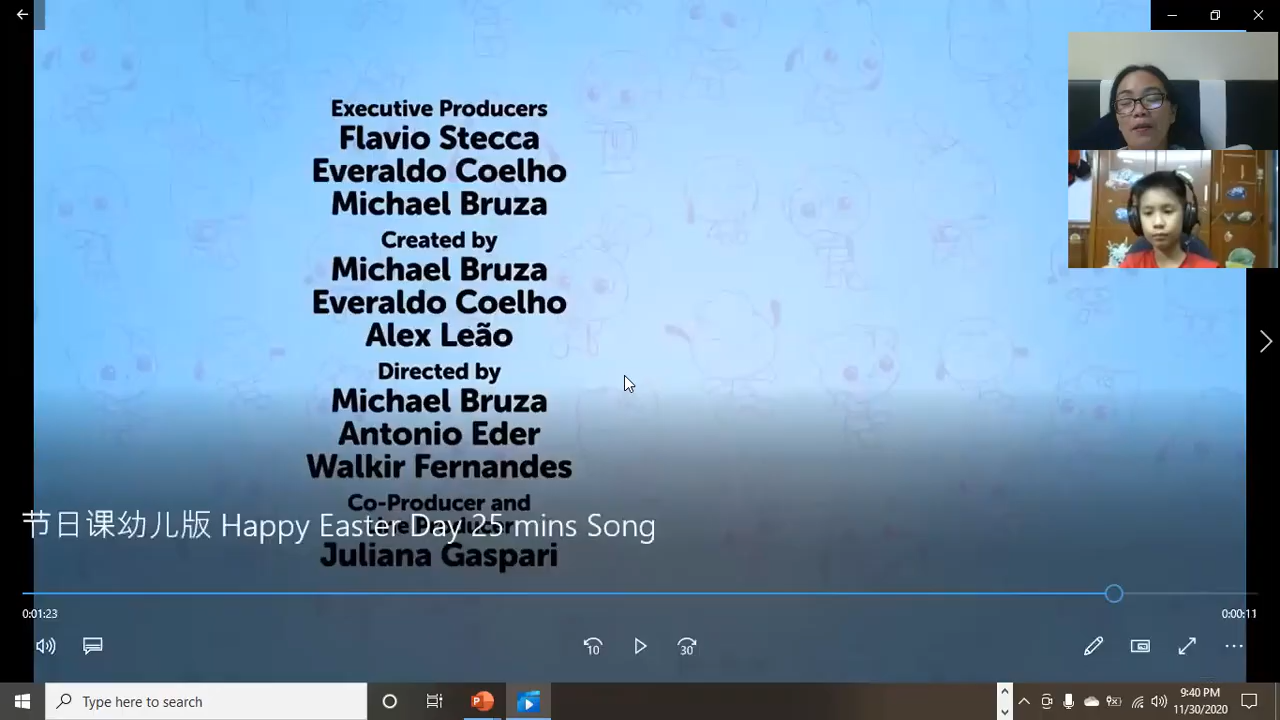 Executive Producers
Flavio Stecca
Everaldo Coelho
Michael Bruza
Created by
Michael Bruza
Everaldo Coelho
Alex Leão
Directed by
Michael Bruza
Antonio Eder
Walkir Fernandes
Co-Producer and
Producer
节日课幼儿版 Happy Easter Day 25 mins Song
Juliana Gaspari
0:01:23
0:00:11
10
30
Type here to search
9:40 PM
11/30/2020